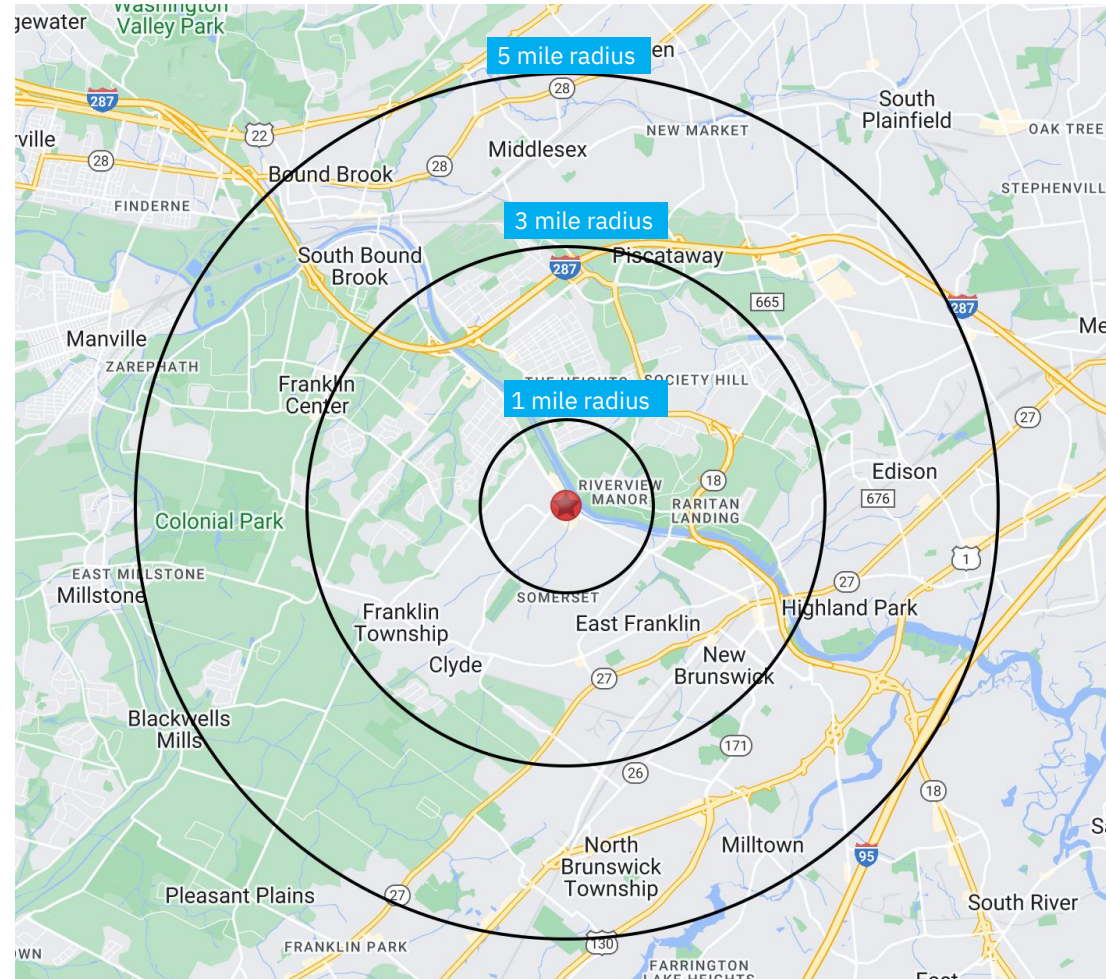 Washington
Valley Park
gewater
5 mile radius
en
28
287
South
Plainfield
22
NEW MARKET
OAK TREE
rville
28
Middlesex
28
Bound Brook
STEPHENVILL
FINDERNE
3 mile radius
South Bound
Brook
287
Piscataway
665
287
Me
Manville
ZAREPHATH
Franklin
Center
SOCIETY HILL
1 mile radius
27
18
Edison
676
RIVERVIEW
MANOR
RARITAN
LANDING
Colonial Park
1
EAST MILLSTONE
Millstone
27
SOMERSET
Highland Park
Franklin
Township
East Franklin
Clyde
New
Brunswick
27
Blackwells
Mills
171
26
18
North
Brunswick
Township
Milltown
95
Pleasant Plains
27
South River
FRANKLIN PARK
130
OWN
FARRINGTON
LAKE HEIGHTS